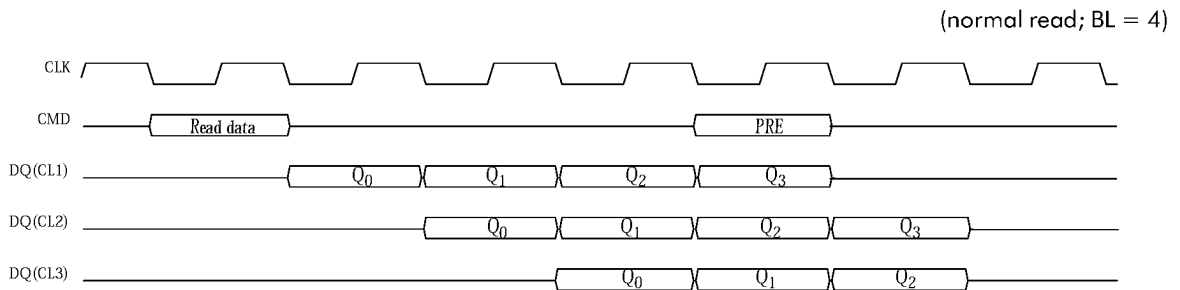 (normal read; BL = 4)
CLK
CMD Read data PRE
DQ(CL1) Q0 Q1 Q2 Q3
DQ(CL2) Q0 Q1 Q2 Q3
DQ(CL3) Q0 Q1 Q2